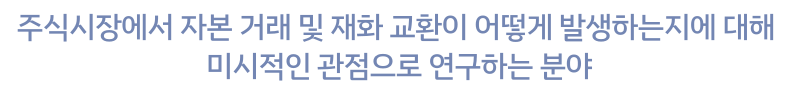 주식시장에서 자본 거래 및 재화 교환이 어떻게 발생하는지에 대해
미시적인 관점으로 연구하는 분야